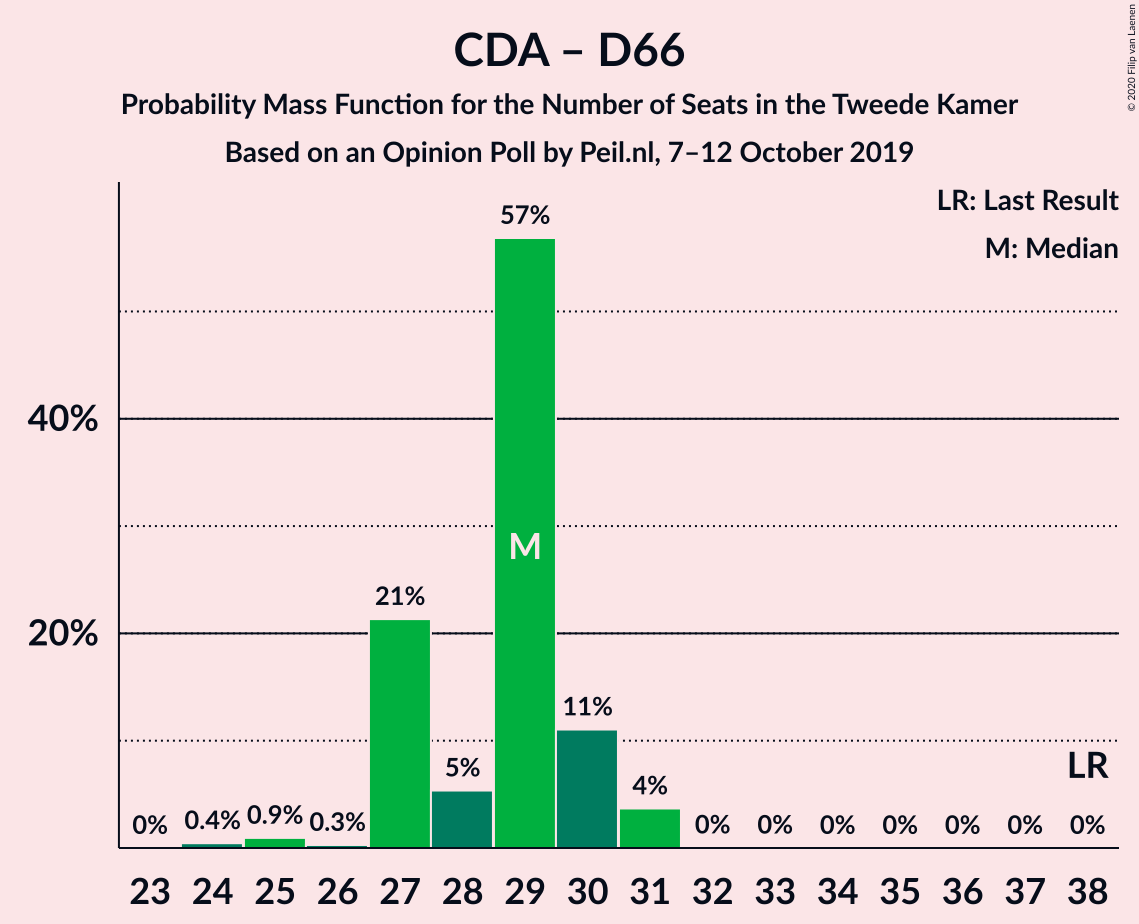 CDA – D66
Probability Mass Function for the Number of Seats in the Tweede Kamer
Based on an Opinion Poll by Peil.nl, 7–12 October 2019
© 2020 Filip van Laenen
LR: Last Result
M: Median
57%
40%
M
21%
20%
11%
LR
5%
4%
0% 0.4% 0.9% 0.3% 0% 0% 0% 0% 0% 0% 0%
23 24 25 26 27 28 29 30 31 32 33 34 35 36 37 38